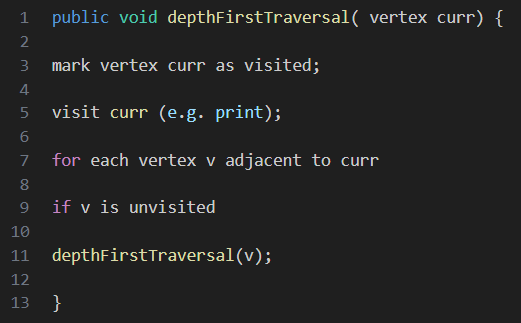 1 public void depthFirstTraversal( vertex curr) {
2
3 mark vertex curr as visited;
4
5 visit curr (e.g. print);
6
7 for each vertex v adjacent to curr
8
9 if v is unvisited
10
11 depthFirstTraversal(v);
12
13 }